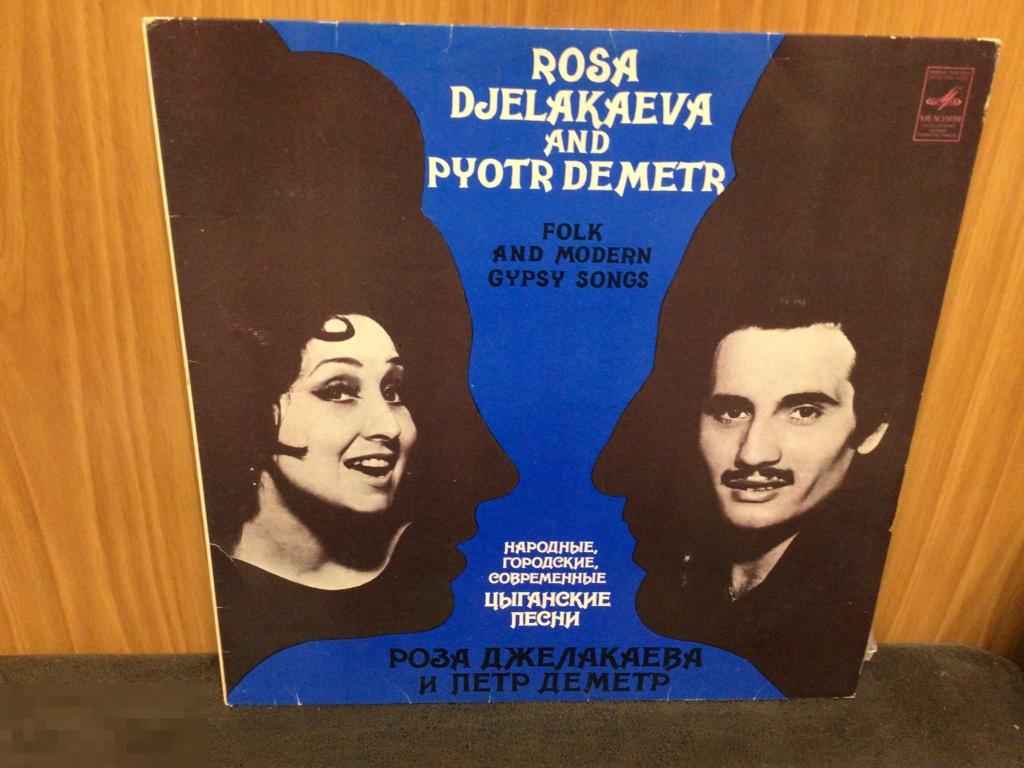 ROSA
DJELAKAEVA
AND
PYOTR DEMETR
FOLK
AND MODERN
GYPSY SONGS
МЕЛОДИЯ
НАРОДНЫЕ,
ГОРОДСКИЕ,
СОВРЕМЕННЫЕ
ЦЫГАНСКИЕ
ПЕСНИ
РОЗА ДЖЕЛАКАЕВА
И ПЕТР ДЕМЕТР